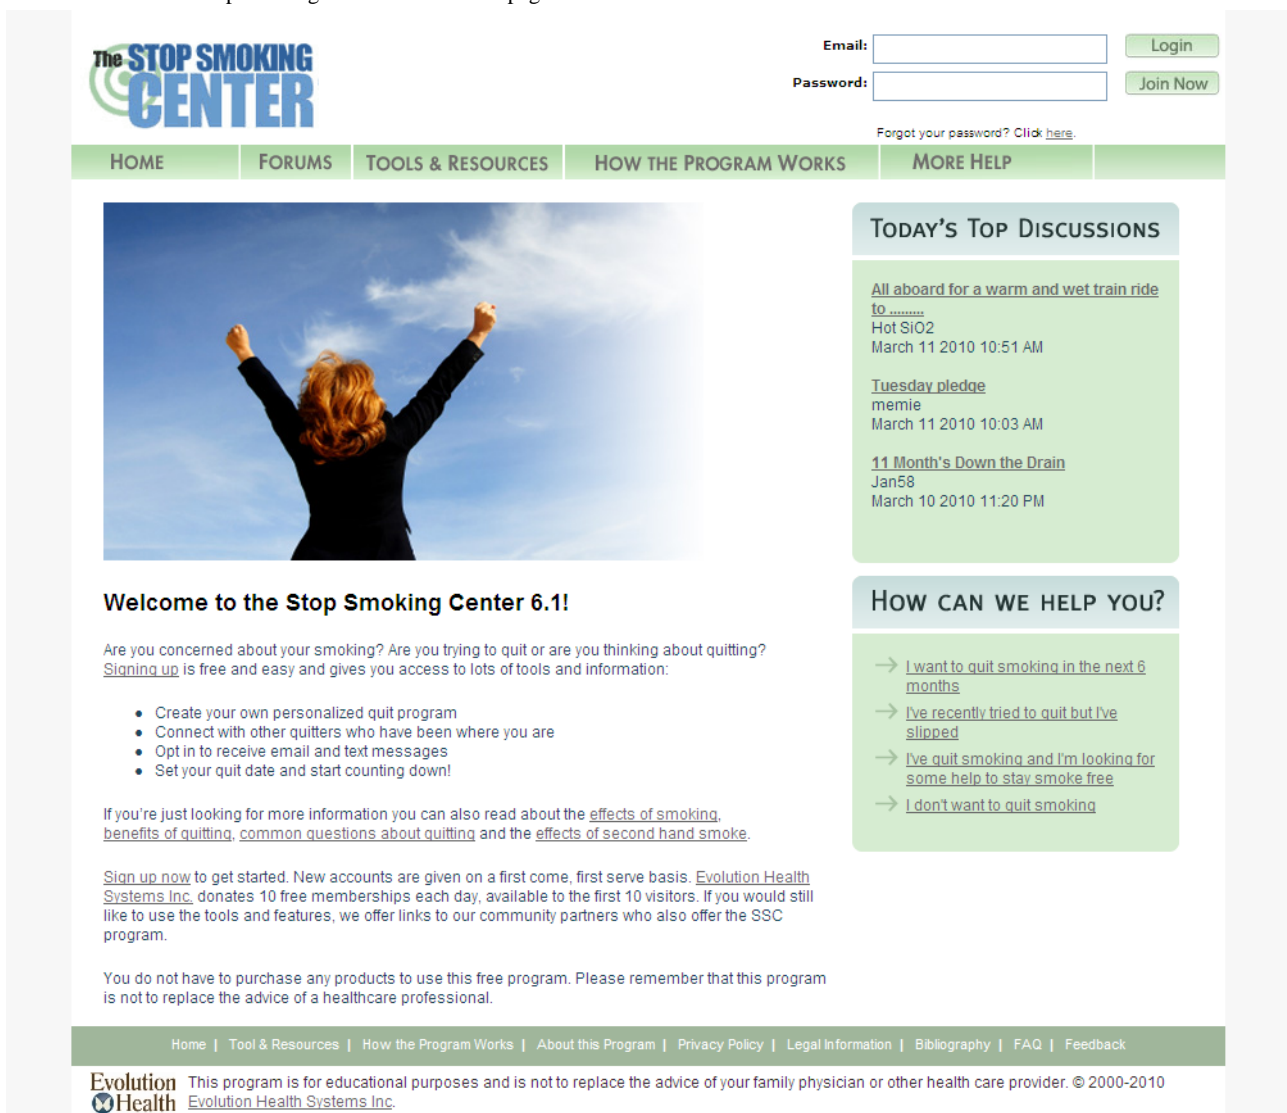 The STOP SMOKING
CENTER
Email:
Login
Password:
Join Now
Forgot your password? Click here.
HOME
FORUMS
TOOLS & RESOURCES
HOW THE PROGRAM WORKS
MORE HELP
TODAY'S TOP DISCUSSIONS
All aboard for a warm and wet train ride
to .........
Hot SiO2
March 11 2010 10:51 AM
Tuesday pledge
memie
March 11 2010 10:03 AM
11 Month's Down the Drain
Jan58
March 10 2010 11:20 PM
Welcome to the Stop Smoking Center 6.1!
Are you concerned about your smoking? Are you trying to quit or are you thinking about quitting?
Signing up is free and easy and gives you access to lots of tools and information:
• Create your own personalized quit program
• Connect with other quitters who have been where you are
• Opt in to receive email and text messages
• Set your quit date and start counting down!
If you're just looking for more information you can also read about the effects of smoking,
benefits of quitting, common questions about quitting and the effects of second hand smoke.
Sign up now to get started. New accounts are given on a first come, first serve basis. Evolution Health
Systems Inc. donates 10 free memberships each day, available to the first 10 visitors. If you would still
like to use the tools and features, we offer links to our community partners who also offer the SSC
program.
You do not have to purchase any products to use this free program. Please remember that this program
is not to replace the advice of a healthcare professional.
HOW CAN WE HELP YOU?
I want to quit smoking in the next 6
months
I've recently tried to quit but I've
slipped
I've quit smoking and I'm looking for
some help to stay smoke free
I don't want to quit smoking
Home | Tool & Resources | How the Program Works | About this Program | Privacy Policy | Legal Information | Bibliography | FAQ | Feedback
Evolution
Health
This program is for educational purposes and is not to replace the advice of your family physician or other health care provider. © 2000-2010
Evolution Health Systems Inc.